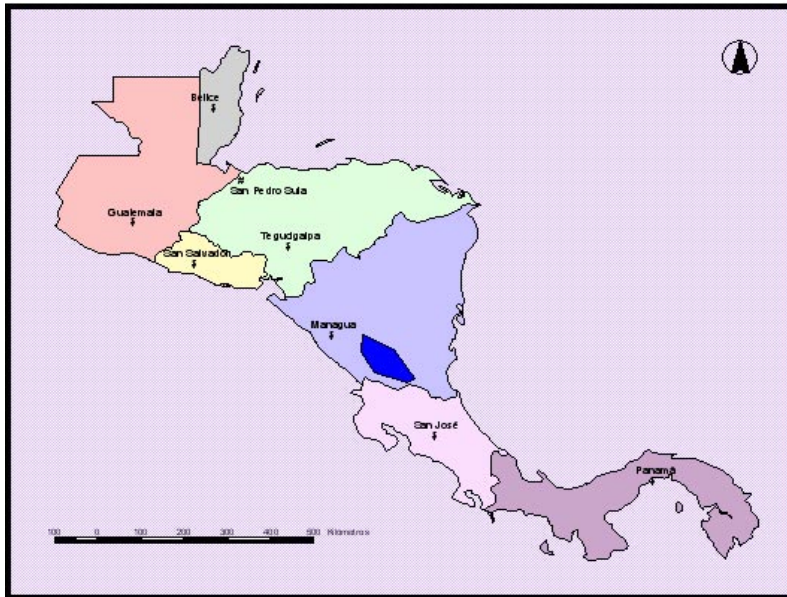 Belice
San Pedro Sula
Guatemala
Tegucigalpa
San Salvadór
Managua
San José
Panamá
100 0 100 200 300 400 500 Kilómetros